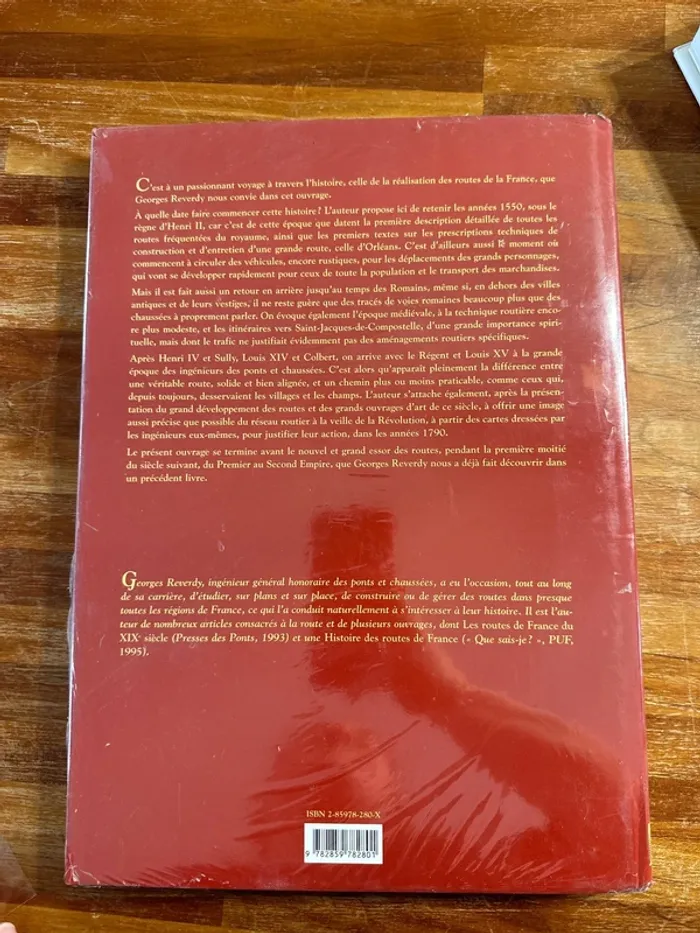 C'est à un passionnant voyage à travers l'histoire, celle de la réalisation des routes de la France, que
Georges Reverdy nous convie dans cet ouvrage.
À quelle date faire commencer cette histoire ? L'auteur propose ici de retenir les années 1550, sous le
règne d'Henri II, car c'est de cette époque que datent la première description détaillée de toutes les
routes fréquentées du royaume, ainsi que les premiers textes sur les prescriptions techniques de
construction et d'entretien d'une grande route, celle d'Orléans. C'est d'ailleurs aussi le moment où
commencent à circuler des véhicules, encore rustiques, pour les déplacements des grands personnages,
qui vont se développer rapidement pour ceux de toute la population et le transport des marchandises.
Mais il est fait aussi un retour en arrière jusqu'au temps des Romains, même si, en dehors des villes
antiques et de leurs vestiges, il ne reste guère que des tracés de voies romaines beaucoup plus que des
chaussées à proprement parler. On évoque également l'époque médiévale, à la technique routière enco-
re plus modeste, et les itinéraires vers Saint-Jacques-de-Compostelle, d'une grande importance spiri-
tuelle, mais dont le trafic ne justifiait évidemment pas des aménagements routiers spécifiques.
Après Henri IV et Sully, Louis XIV et Colbert, on arrive avec le Régent et Louis XV à la grande
époque des ingénieurs des ponts et chaussées. C'est alors qu'apparaît pleinement la différence entre
une véritable route, solide et bien alignée, et un chemin plus ou moins praticable, comme ceux qui,
depuis toujours, desservaient les villages et les champs. L'auteur s'attache également, après la présen-
tation du grand développement des routes et des grands ouvrages d'art de ce siècle, à offrir une image
aussi précise que possible du réseau routier à la veille de la Révolution, à partir des cartes dressées par
les ingénieurs eux-mêmes, pour justifier leur action, dans les années 1790.
Le présent ouvrage se termine avant le nouvel et grand essor des routes, pendant la première moitié
du siècle suivant, du Premier au Second Empire, que Georges Reverdy nous a déjà fait découvrir dans
un précédent livre.
Georges Reverdy, ingénieur général honoraire des ponts et chaussées, a eu l'occasion, tout au long
de sa carrière, d'étudier, sur plans et sur place, de construire ou de gérer des routes dans presque
toutes les régions de France, ce qui l'a conduit naturellement à s'intéresser à leur histoire. Il est l'au-
teur de nombreux articles consacrés à la route et de plusieurs ouvrages, dont Les routes de France du
XIXe siècle (Presses des Ponts, 1993) et une Histoire des routes de France (« Que sais-je ? », PUF,
1995).
ISBN 2-85978-280-X
9 782859 782801